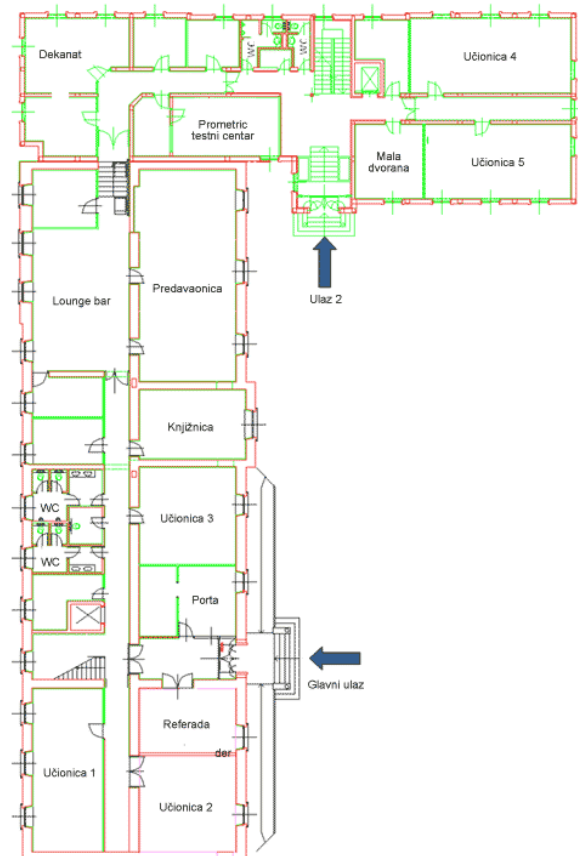 Dekanat
WC
WC
Učionica 4
Prometric
testni centar
Mala
dvorana
Učionica 5
Ulaz 2
Lounge bar
Predavaonica
Knjižnica
WC
Učionica 3
WC
Porta
Glavni ulaz
Referada
der
Učionica 1
Učionica 2